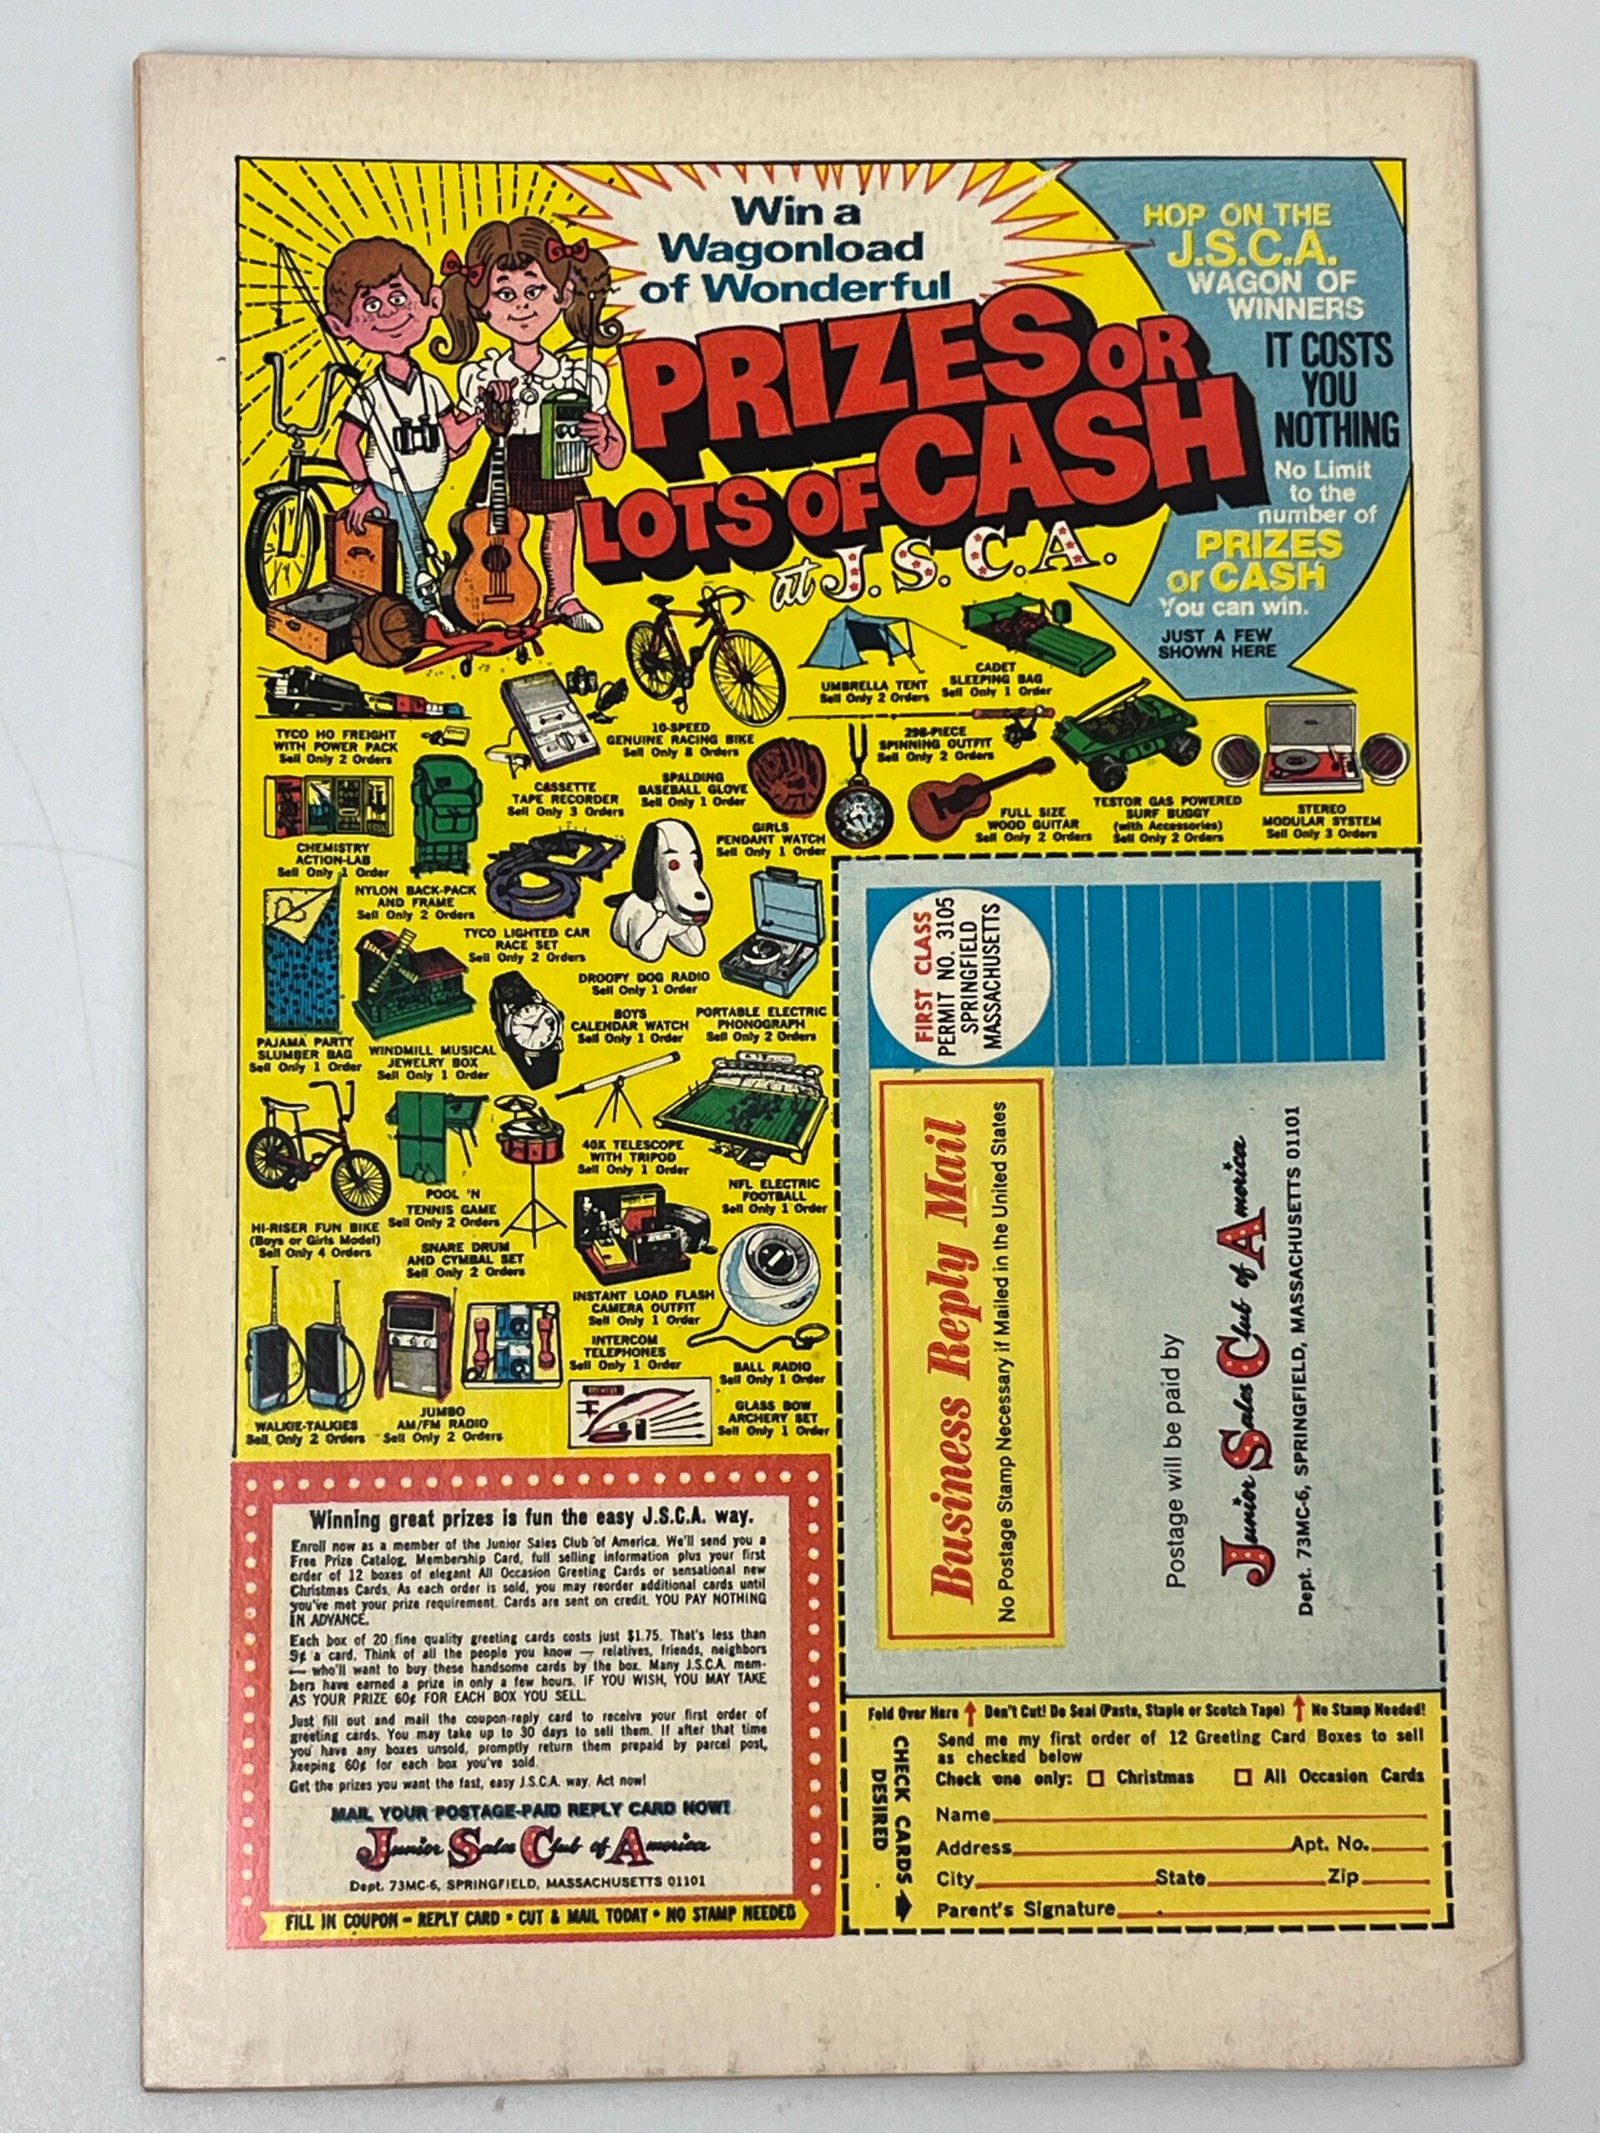 Win a
Wagonload
of Wonderful
PRIZES OR
LOTS OF CASH
at J.S.C.A.
HOP ON THE
J.S.C.A.
WAGON OF
WINNERS
IT COSTS
YOU
NOTHING
No Limit
to the
number of
PRIZES
or CASH
You can win.
JUST A FEW
SHOWN HERE
TYCO HO FREIGHT
WITH POWER PACK
Sell Only 2 Orders
CASSETTE
TAPE RECORDER
Sell Only 3 Orders
10-SPEED
GENUINE RACING BIKE
Sell Only 8 Orders
UMBRELLA TENT
Sell Only 2 Orders
CADET
SLEEPING BAG
Sell Only 1 Order
SPALDING
BASEBALL GLOVE
Sell Only 1 Order
296-PIECE
SPINNING OUTFIT
Sell Only 2 Orders
GIRLS
PENDANT WATCH
Sell Only 1 Order
FULL SIZE
WOOD GUITAR
Sell Only 2 Orders
TESTOR GAS POWERED
SURF BUGGY
(with Accessories)
Sell Only 2 Orders
STEREO
MODULAR SYSTEM
Sell Only 3 Orders
CHEMISTRY
ACTION-LAB
Sell Only 1 Order
NYLON BACK-PACK
AND FRAME
Sell Only 2 Orders
TYCO LIGHTED CAR
RACE SET
Sell Only 2 Orders
DROOPY DOG RADIO
Sell Only 1 Order
PORTABLE ELECTRIC
PHONOGRAPH
Sell Only 2 Orders
PAJAMA PARTY
SLUMBER BAG
Sell Only 1 Order
WINDMILL MUSICAL
JEWELRY BOX
Sell Only 1 Order
BOYS
CALENDAR WATCH
Sell Only 1 Order
40X TELESCOPE
WITH TRIPOD
Sell Only 1 Order
NFL ELECTRIC
FOOTBALL
Sell Only 1 Order
HI-RISER FUN BIKE
(Boys or Girls Model)
Sell Only 4 Orders
POOL 'N
TENNIS GAME
Sell Only 2 Orders
SNARE DRUM
AND CYMBAL SET
Sell Only 2 Orders
INSTANT LOAD FLASH
CAMERA OUTFIT
Sell Only 1 Order
INTERCOM
TELEPHONES
Sell Only 1 Order
BALL RADIO
Sell Only 1 Order
WALKIE-TALKIES
Sell Only 2 Orders
JUMBO
AM/FM RADIO
Sell Only 2 Orders
GLASS BOW
ARCHERY SET
Sell Only 1 Order
FIRST CLASS
PERMIT NO. 3105
SPRINGFIELD
MASSACHUSETTS
Business Reply Mail
No Postage Stamp Necessary if Mailed in the United States
Postage will be paid by
Junior Sales Club of America
Dept. 73MC-6, SPRINGFIELD, MASSACHUSETTS 01101
Winning great prizes is fun the easy J.S.C.A. way.
Enroll now as a member of the Junior Sales Club of America. We'll send you a
Free Prize Catalog, Membership Card, full selling information plus your first
order of 12 boxes of elegant All Occasion Greeting Cards or sensational new
Christmas Cards. As each order is sold, you may reorder additional cards until
you've met your prize requirement. Cards are sent on credit. YOU PAY NOTHING
IN ADVANCE.
Each box of 20 fine quality greeting cards costs just $1.75. That's less than
9¢ a card. Think of all the people you know — relatives, friends, neighbors
— who'll want to buy these handsome cards by the box. Many J.S.C.A. mem-
bers have earned a prize in only a few hours. IF YOU WISH, YOU MAY TAKE
AS YOUR PRIZE 60¢ FOR EACH BOX YOU SELL.
Just fill out and mail the coupon-reply card to receive your first order of
greeting cards. You may take up to 30 days to sell them. If after that time
you have any boxes unsold, promptly return them prepaid by parcel post,
keeping 60¢ for each box you've sold.
Get the prizes you want the fast, easy J.S.C.A. way. Act now!
MAIL YOUR POSTAGE-PAID REPLY CARD NOW!
Junior Sales Club of America
Dept. 73MC-6, SPRINGFIELD, MASSACHUSETTS 01101
FILL IN COUPON - REPLY CARD • CUT & MAIL TODAY • NO STAMP NEEDED
Fold Over Here ↑ Don't Cut! Do Seal (Paste, Staple or Scotch Tape) ↑ No Stamp Needed!
CHECK CARDS
DESIRED
Send me my first order of 12 Greeting Card Boxes to sell
as checked below
Check one only: □ Christmas □ All Occasion Cards
Name
Address Apt. No.
City State Zip
Parent's Signature